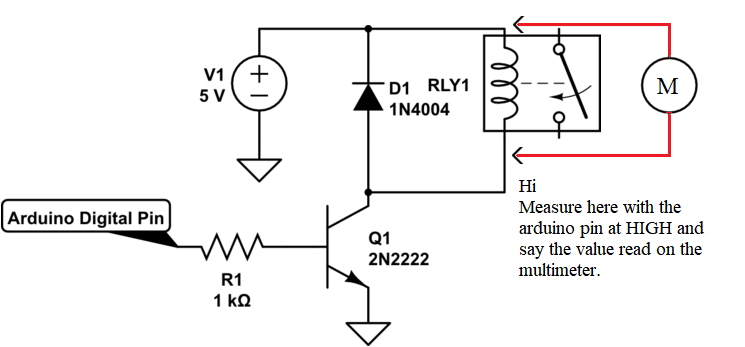 V1
5 V
D1
1N4004
RLY1
M
Hi
Measure here with the
arduino pin at HIGH and
say the value read on the
multimeter.
Arduino Digital Pin
R1
1 kΩ
Q1
2N2222